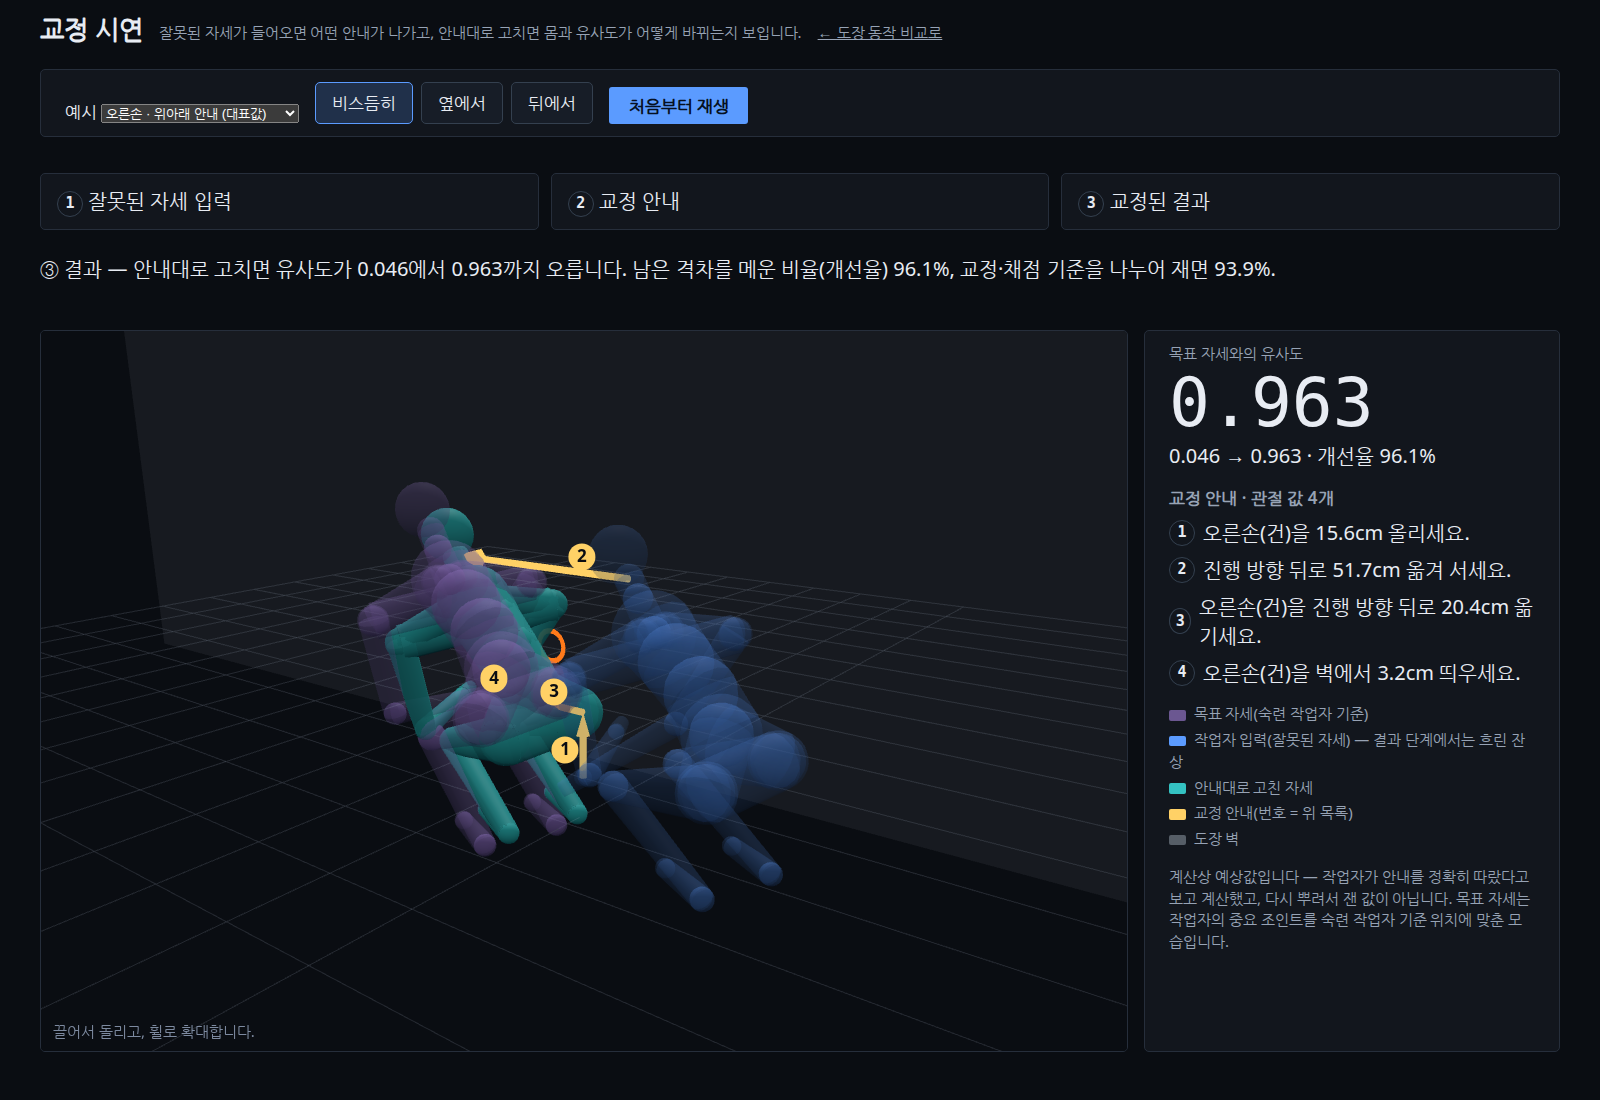 교정 시연 잘못된 자세가 들어오면 어떤 안내가 나가고, 안내대로 고치면 몸과 유사도가 어떻게 바뀌는지 보입니다. ← 도장 동작 비교로
예시 오른손 · 위아래 안내 (대표값) 비스듬히 옆에서 뒤에서 처음부터 재생
1 잘못된 자세 입력
2 교정 안내
3 교정된 결과
③ 결과 — 안내대로 고치면 유사도가 0.046에서 0.963까지 오릅니다. 남은 격차를 메운 비율(개선율) 96.1%, 교정·채점 기준을 나누어 재면 93.9%.
2
4
3
1
끌어서 돌리고, 휠로 확대합니다.
목표 자세와의 유사도
0.963
0.046 → 0.963 · 개선율 96.1%
교정 안내 · 관절 값 4개
1 오른손(건)을 15.6cm 올리세요.
2 진행 방향 뒤로 51.7cm 옮겨 서세요.
3 오른손(건)을 진행 방향 뒤로 20.4cm 옮
기세요.
4 오른손(건)을 벽에서 3.2cm 띄우세요.
목표 자세(숙련 작업자 기준)
작업자 입력(잘못된 자세) — 결과 단계에서는 흐린 잔
상
안내대로 고친 자세
교정 안내(번호 = 위 목록)
도장 벽
계산상 예상값입니다 — 작업자가 안내를 정확히 따랐다고
보고 계산했고, 다시 뿌려서 잰 값이 아닙니다. 목표 자세는
작업자의 중요 조인트를 숙련 작업자 기준 위치에 맞춘 모
습입니다.